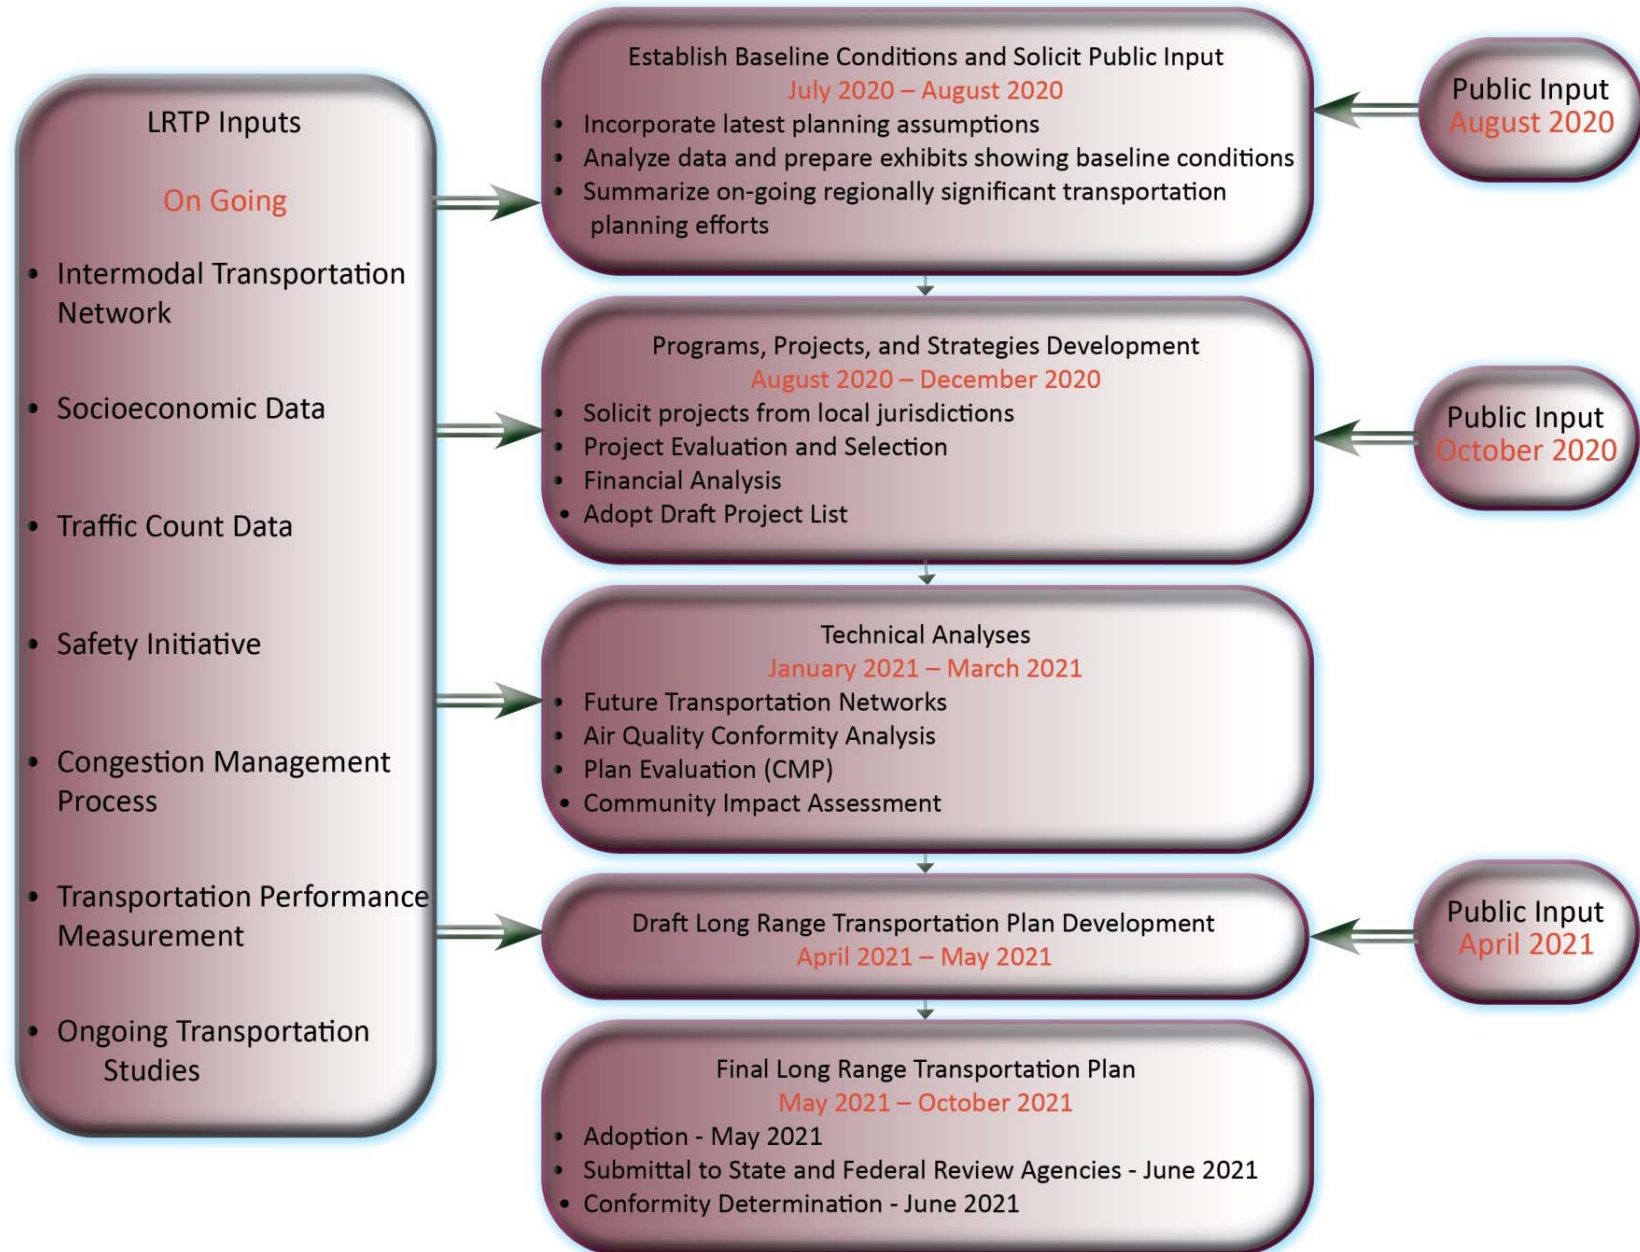 LRTP Inputs
On Going
• Intermodal Transportation
Network
• Socioeconomic Data
• Traffic Count Data
• Safety Initiative
• Congestion Management
Process
• Transportation Performance
Measurement
• Ongoing Transportation
Studies
Establish Baseline Conditions and Solicit Public Input
July 2020 – August 2020
• Incorporate latest planning assumptions
• Analyze data and prepare exhibits showing baseline conditions
• Summarize on-going regionally significant transportation
planning efforts
Public Input
August 2020
Programs, Projects, and Strategies Development
August 2020 – December 2020
• Solicit projects from local jurisdictions
• Project Evaluation and Selection
• Financial Analysis
• Adopt Draft Project List
Public Input
October 2020
Technical Analyses
January 2021 – March 2021
• Future Transportation Networks
• Air Quality Conformity Analysis
• Plan Evaluation (CMP)
• Community Impact Assessment
Draft Long Range Transportation Plan Development
April 2021 – May 2021
Public Input
April 2021
Final Long Range Transportation Plan
May 2021 – October 2021
• Adoption - May 2021
• Submittal to State and Federal Review Agencies - June 2021
• Conformity Determination - June 2021